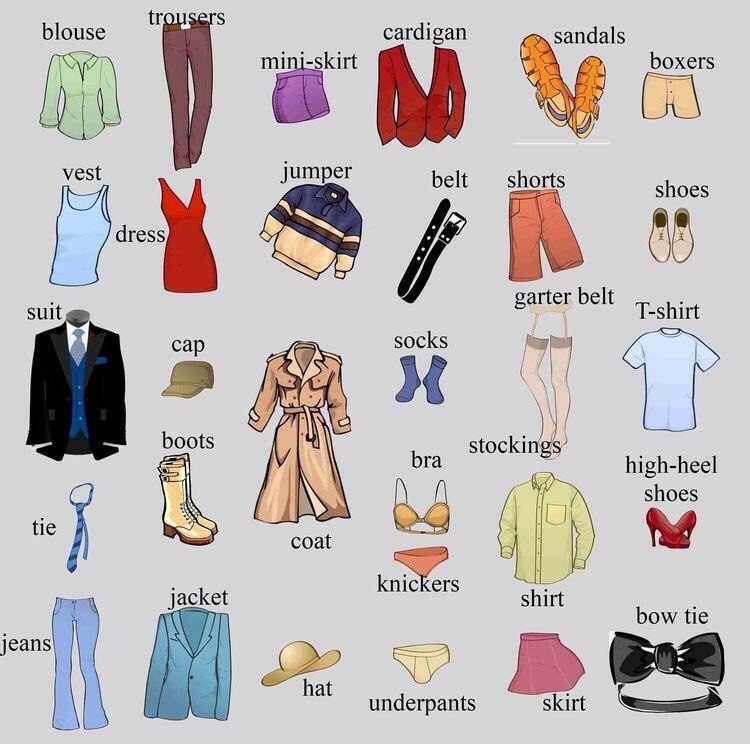 blouse
trousers
mini-skirt
cardigan
sandals
boxers
vest
dress
jumper
belt
shorts
shoes
suit
cap
coat
socks
garter belt
stockings
T-shirt
tie
boots
bra
knickers
shirt
high-heel
shoes
jeans
jacket
hat
underpants
skirt
bow tie